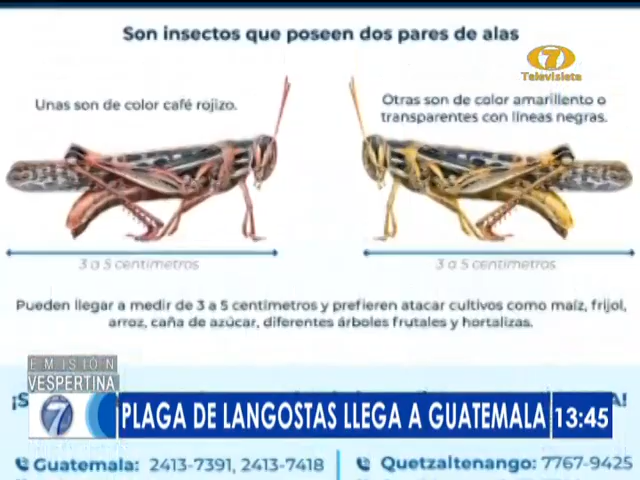 Son insectos que poseen dos pares de alas
7
Televisiete
Unas son de color café rojizo.
Otras son de color amarillento o
transparentes con líneas negras.
3 a 5 centímetros
3 a 5 centímetros
Pueden llegar a medir de 3 a 5 centímetros y prefieren atacar cultivos como maíz, frijol,
arroz, caña de azúcar, diferentes árboles frutales y hortalizas.
EMISIÓN
VESPERTINA
7
PLAGA DE LANGOSTAS LLEGA A GUATEMALA
13:45
Guatemala: 2413-7391, 2413-7418
Quetzaltenango: 7767-9425